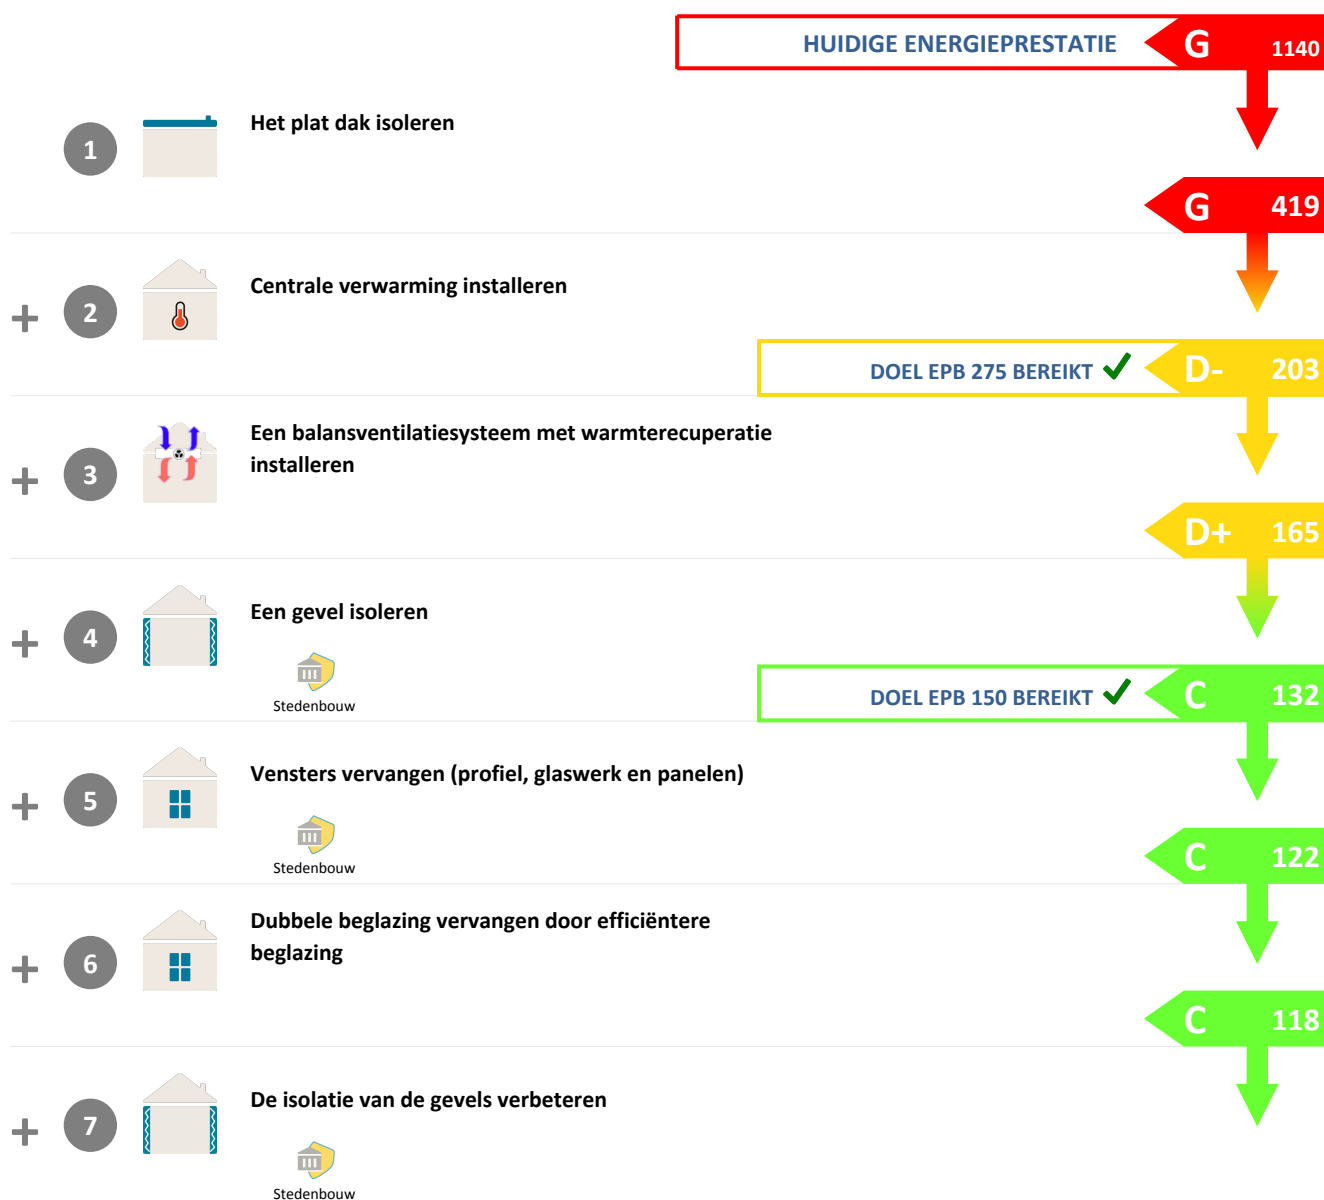 HUIDIGE ENERGIEPRESTATIE G 1140
1 Het plat dak isoleren
G 419
+ 2 Centrale verwarming installeren
DOEL EPB 275 BEREIKT ✓ D- 203
+ 3 Een balansventilatiesysteem met warmterecuperatie
installeren
D+ 165
+ 4 Een gevel isoleren
Stedenbouw
DOEL EPB 150 BEREIKT ✓ C 132
+ 5 Vensters vervangen (profiel, glaswerk en panelen)
Stedenbouw
C 122
+ 6 Dubbele beglazing vervangen door efficiëntere
beglazing
C 118
+ 7 De isolatie van de gevels verbeteren
Stedenbouw